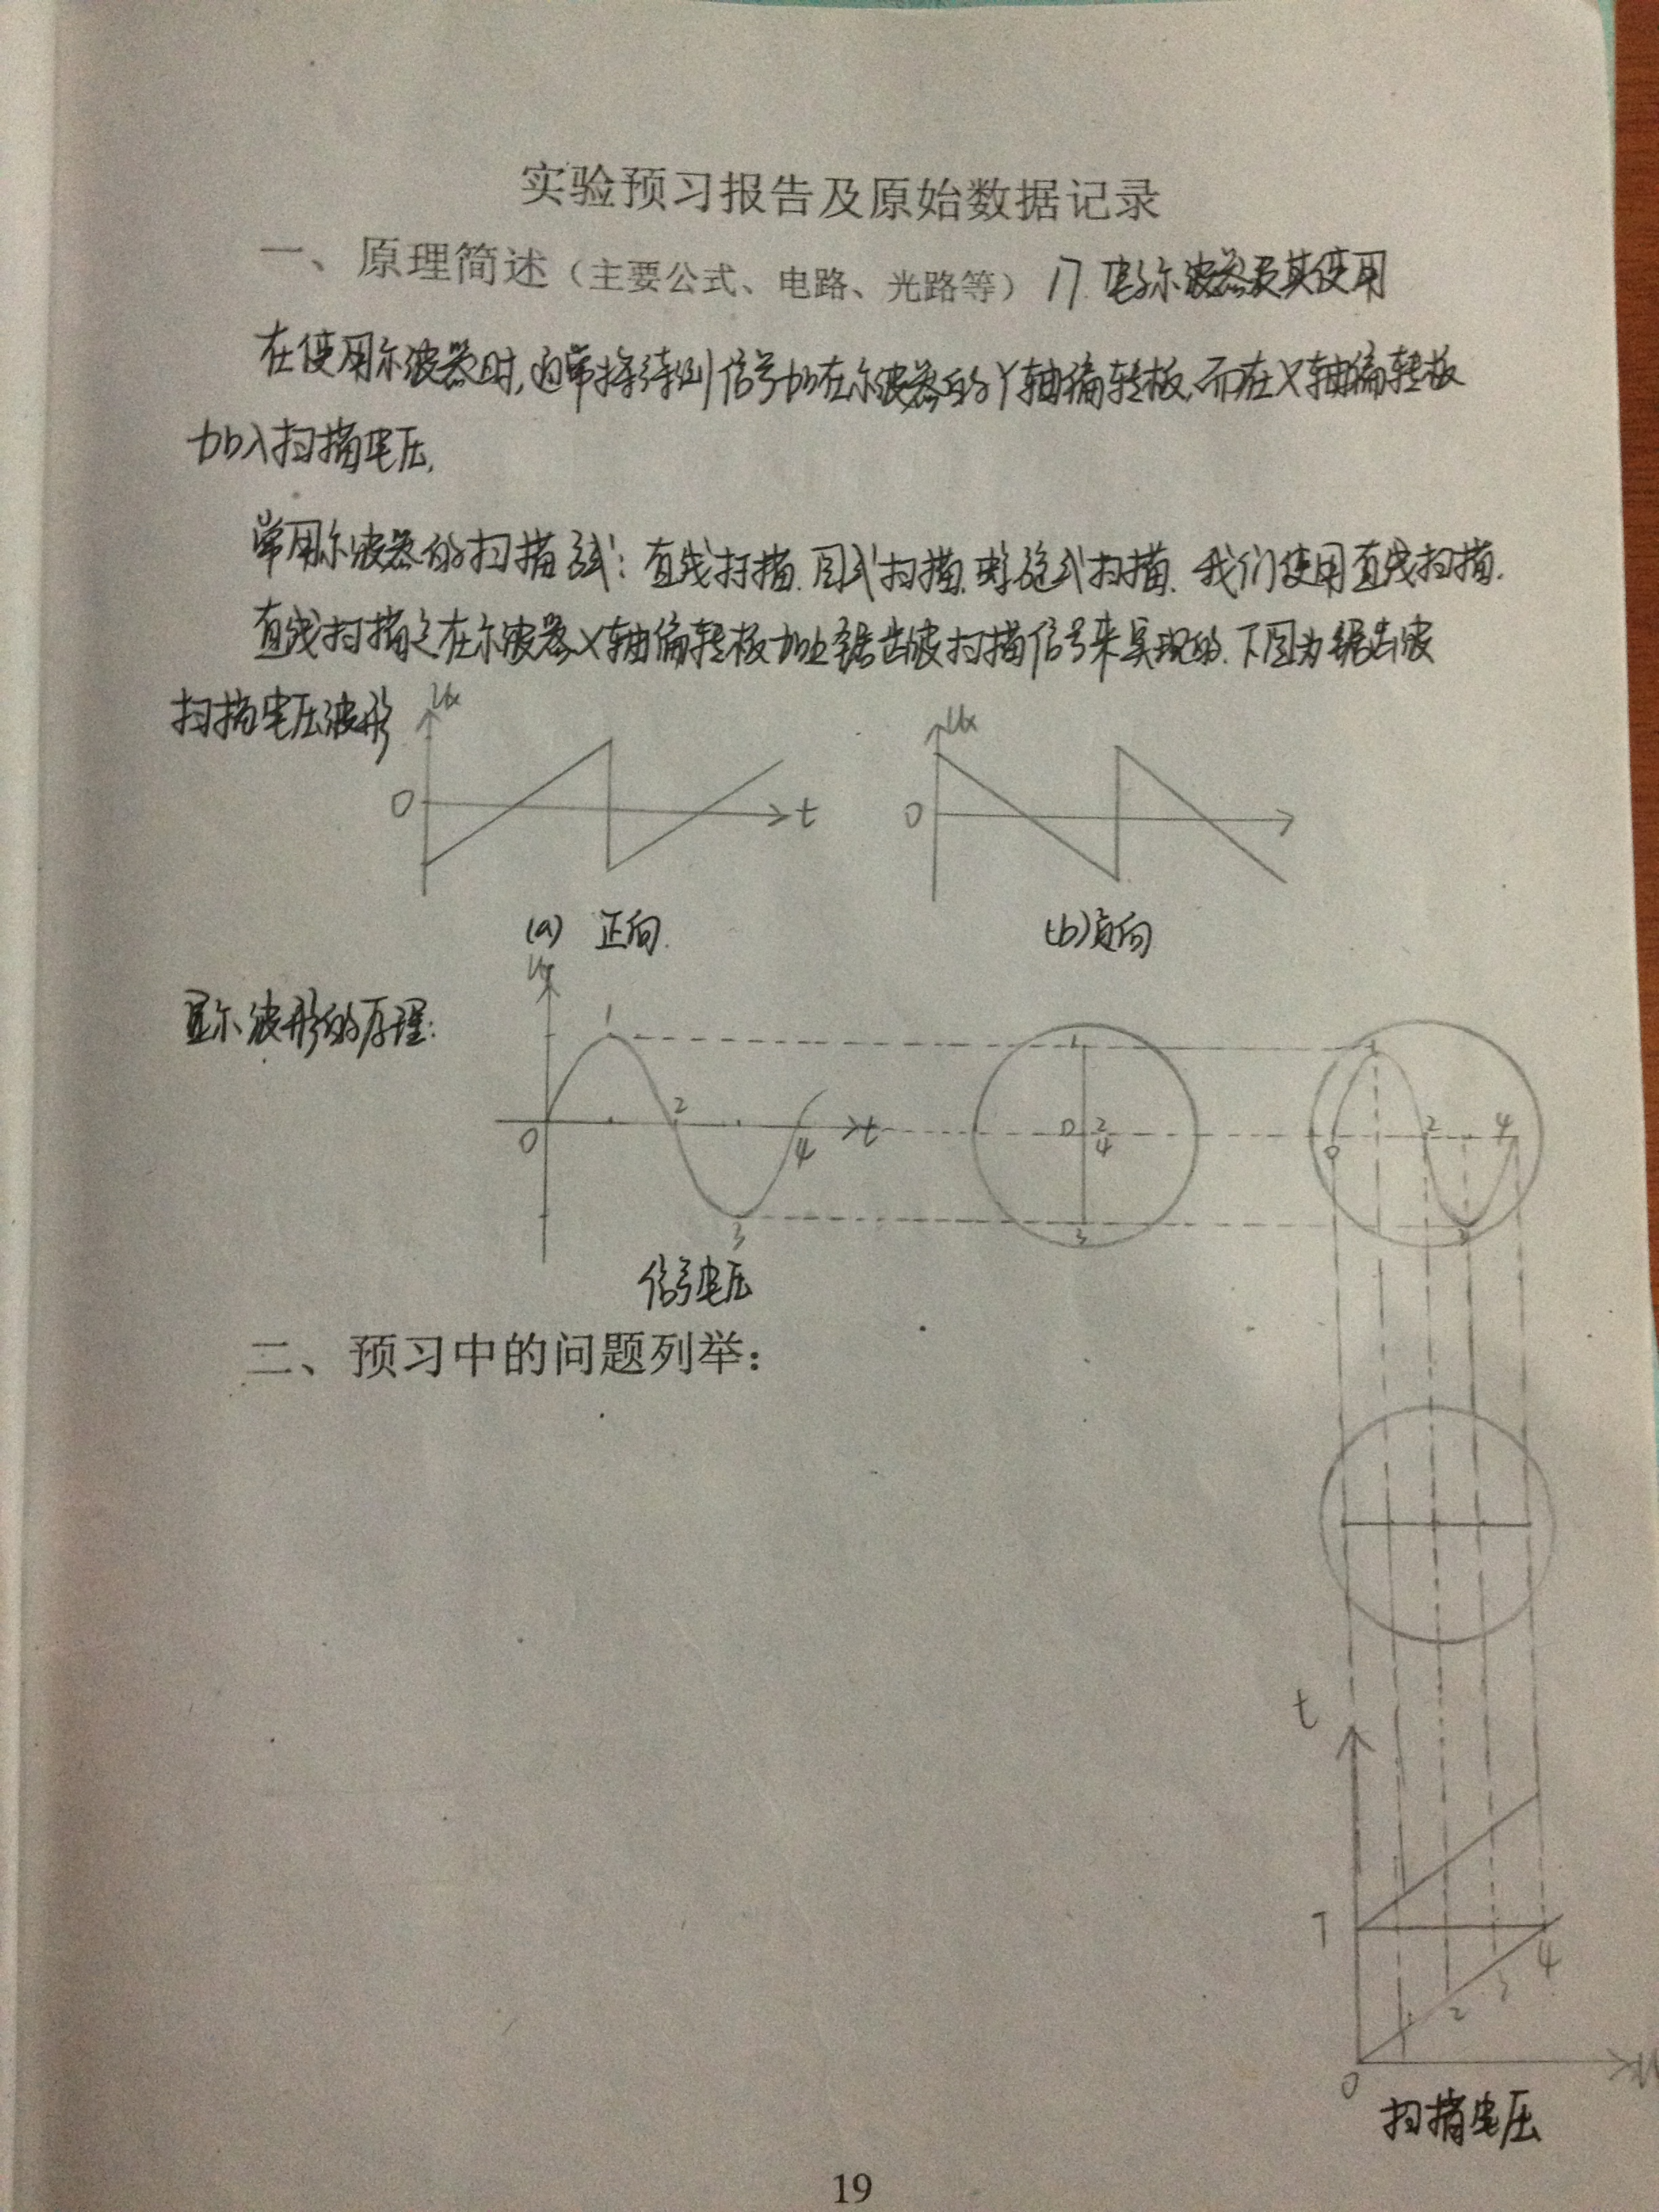 实验预习报告及原始数据记录
一、原理简述（主要公式、电路、光路等） 17. 电子示波器及其使用
在使用示波器时,通常将待测信号加在示波器的Y轴偏转板,而在X轴偏转板
加入扫描电压.
常用示波器的扫描方式: 直线扫描. 圆式扫描. 螺旋式扫描. 我们使用直线扫描.
直线扫描是在示波器X轴偏转板加上锯齿波扫描信号来实现的. 下图为锯齿波
扫描电压波形
Ux
0
t
Ux
0
(a) 正向.
(b) 负向
显示波形的原理:
Uy
1
2
3
4
0
t
1
0 2
4
3
1
0
2
3
4
信号电压
二、预习中的问题列举：
t
T
4
3
2
1
0
扫描电压
19